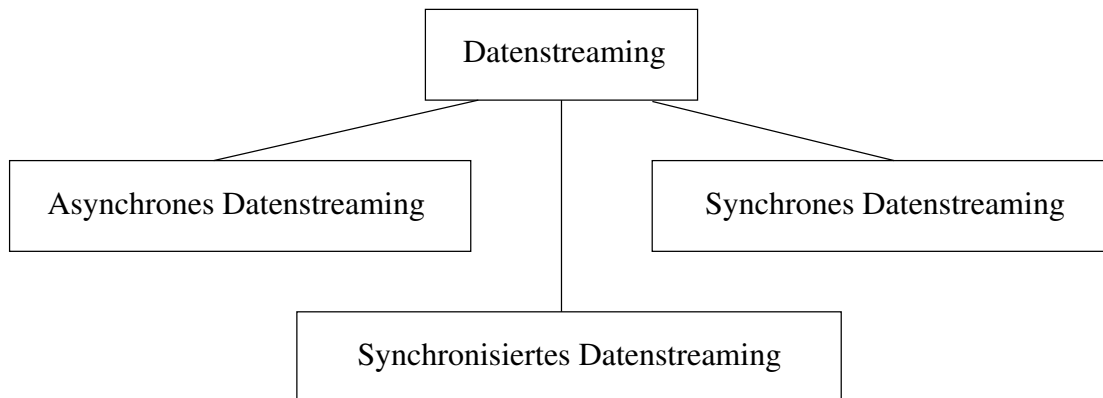 Datenstreaming
Asynchrones Datenstreaming
Synchrones Datenstreaming
Synchronisiertes Datenstreaming